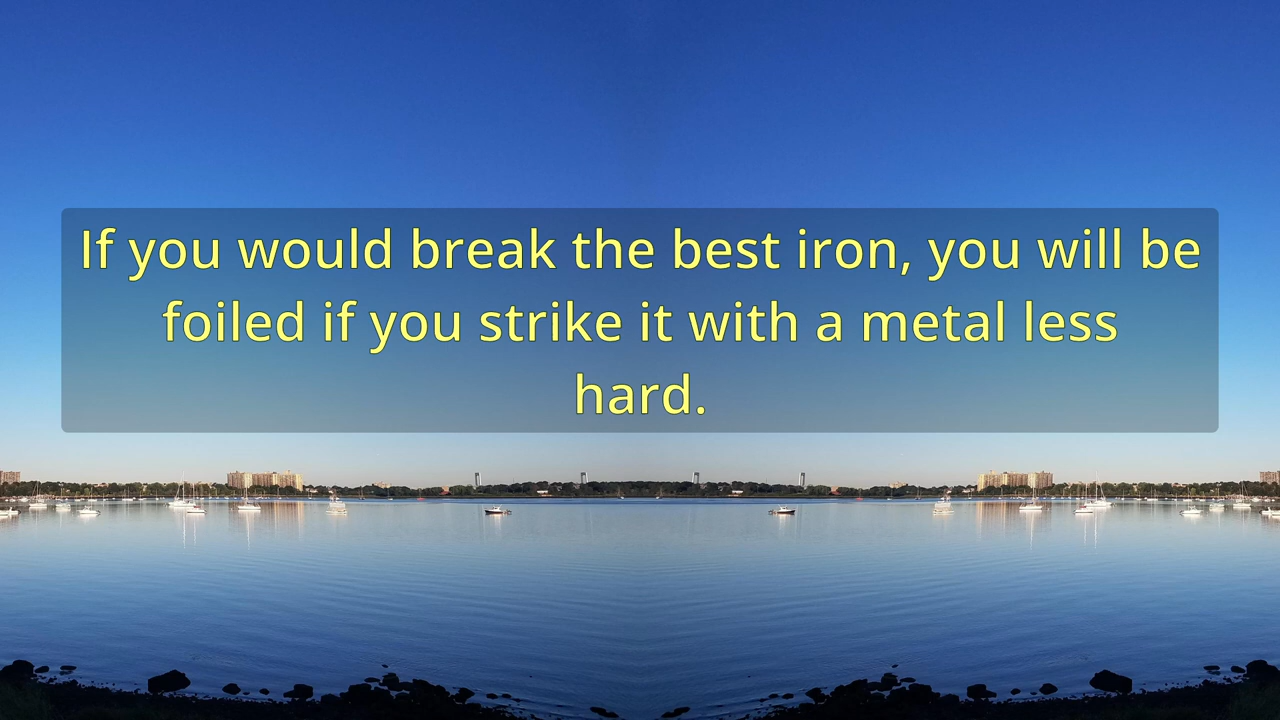 If you would break the best iron, you will be
foiled if you strike it with a metal less
hard.